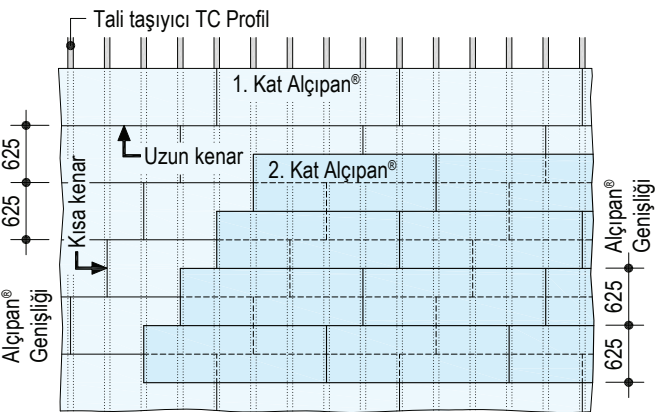 Tali taşıyıcı TC Profil
1. Kat Alçıpan®
Uzun kenar
2. Kat Alçıpan®
Kısa kenar
625
625
Alçıpan®
Genişliği
Alçıpan®
Genişliği
625
625